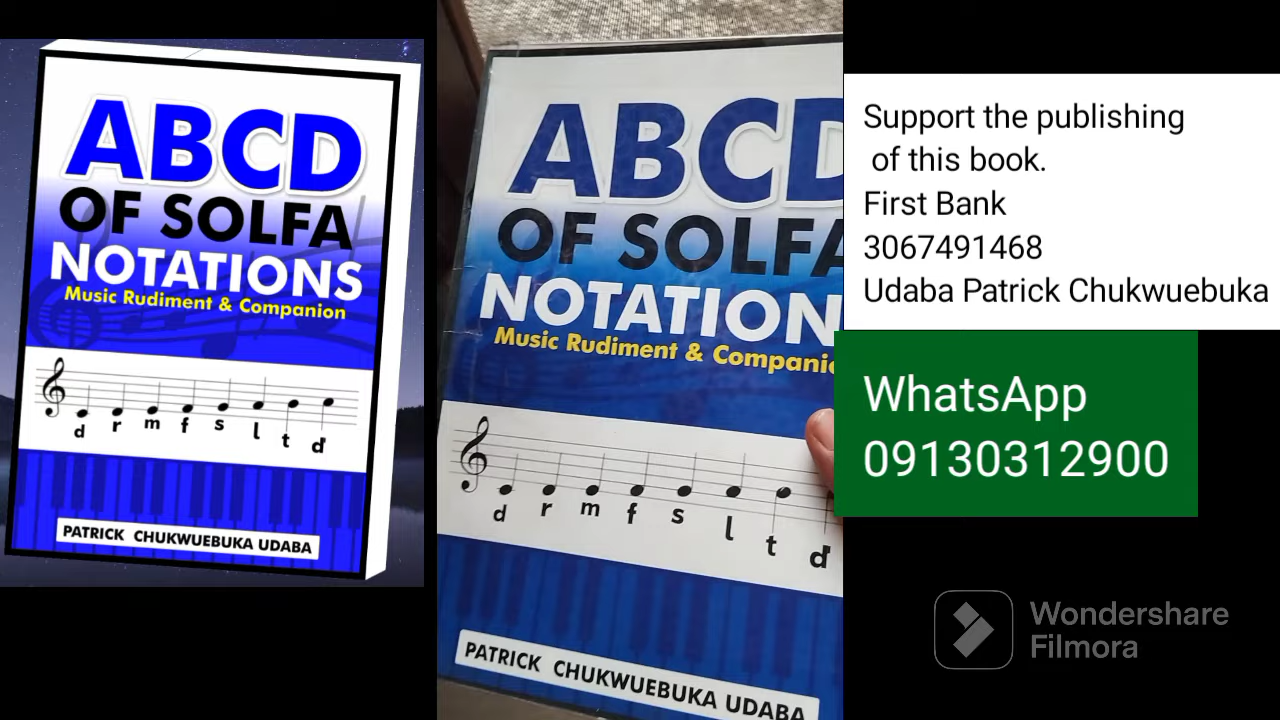 ABCD
OF SOLFA
NOTATIONS
Music Rudiment & Companion
d r m f s l t d'
PATRICK CHUKWUEBUKA UDABA
ABCD
OF SOLFA
NOTATION
Music Rudiment & Companio
d r m f s l t d'
PATRICK CHUKWUEBUKA UDABA
Support the publishing
of this book.
First Bank
3067491468
Udaba Patrick Chukwuebuka
WhatsApp
09130312900
Wondershare
Filmora